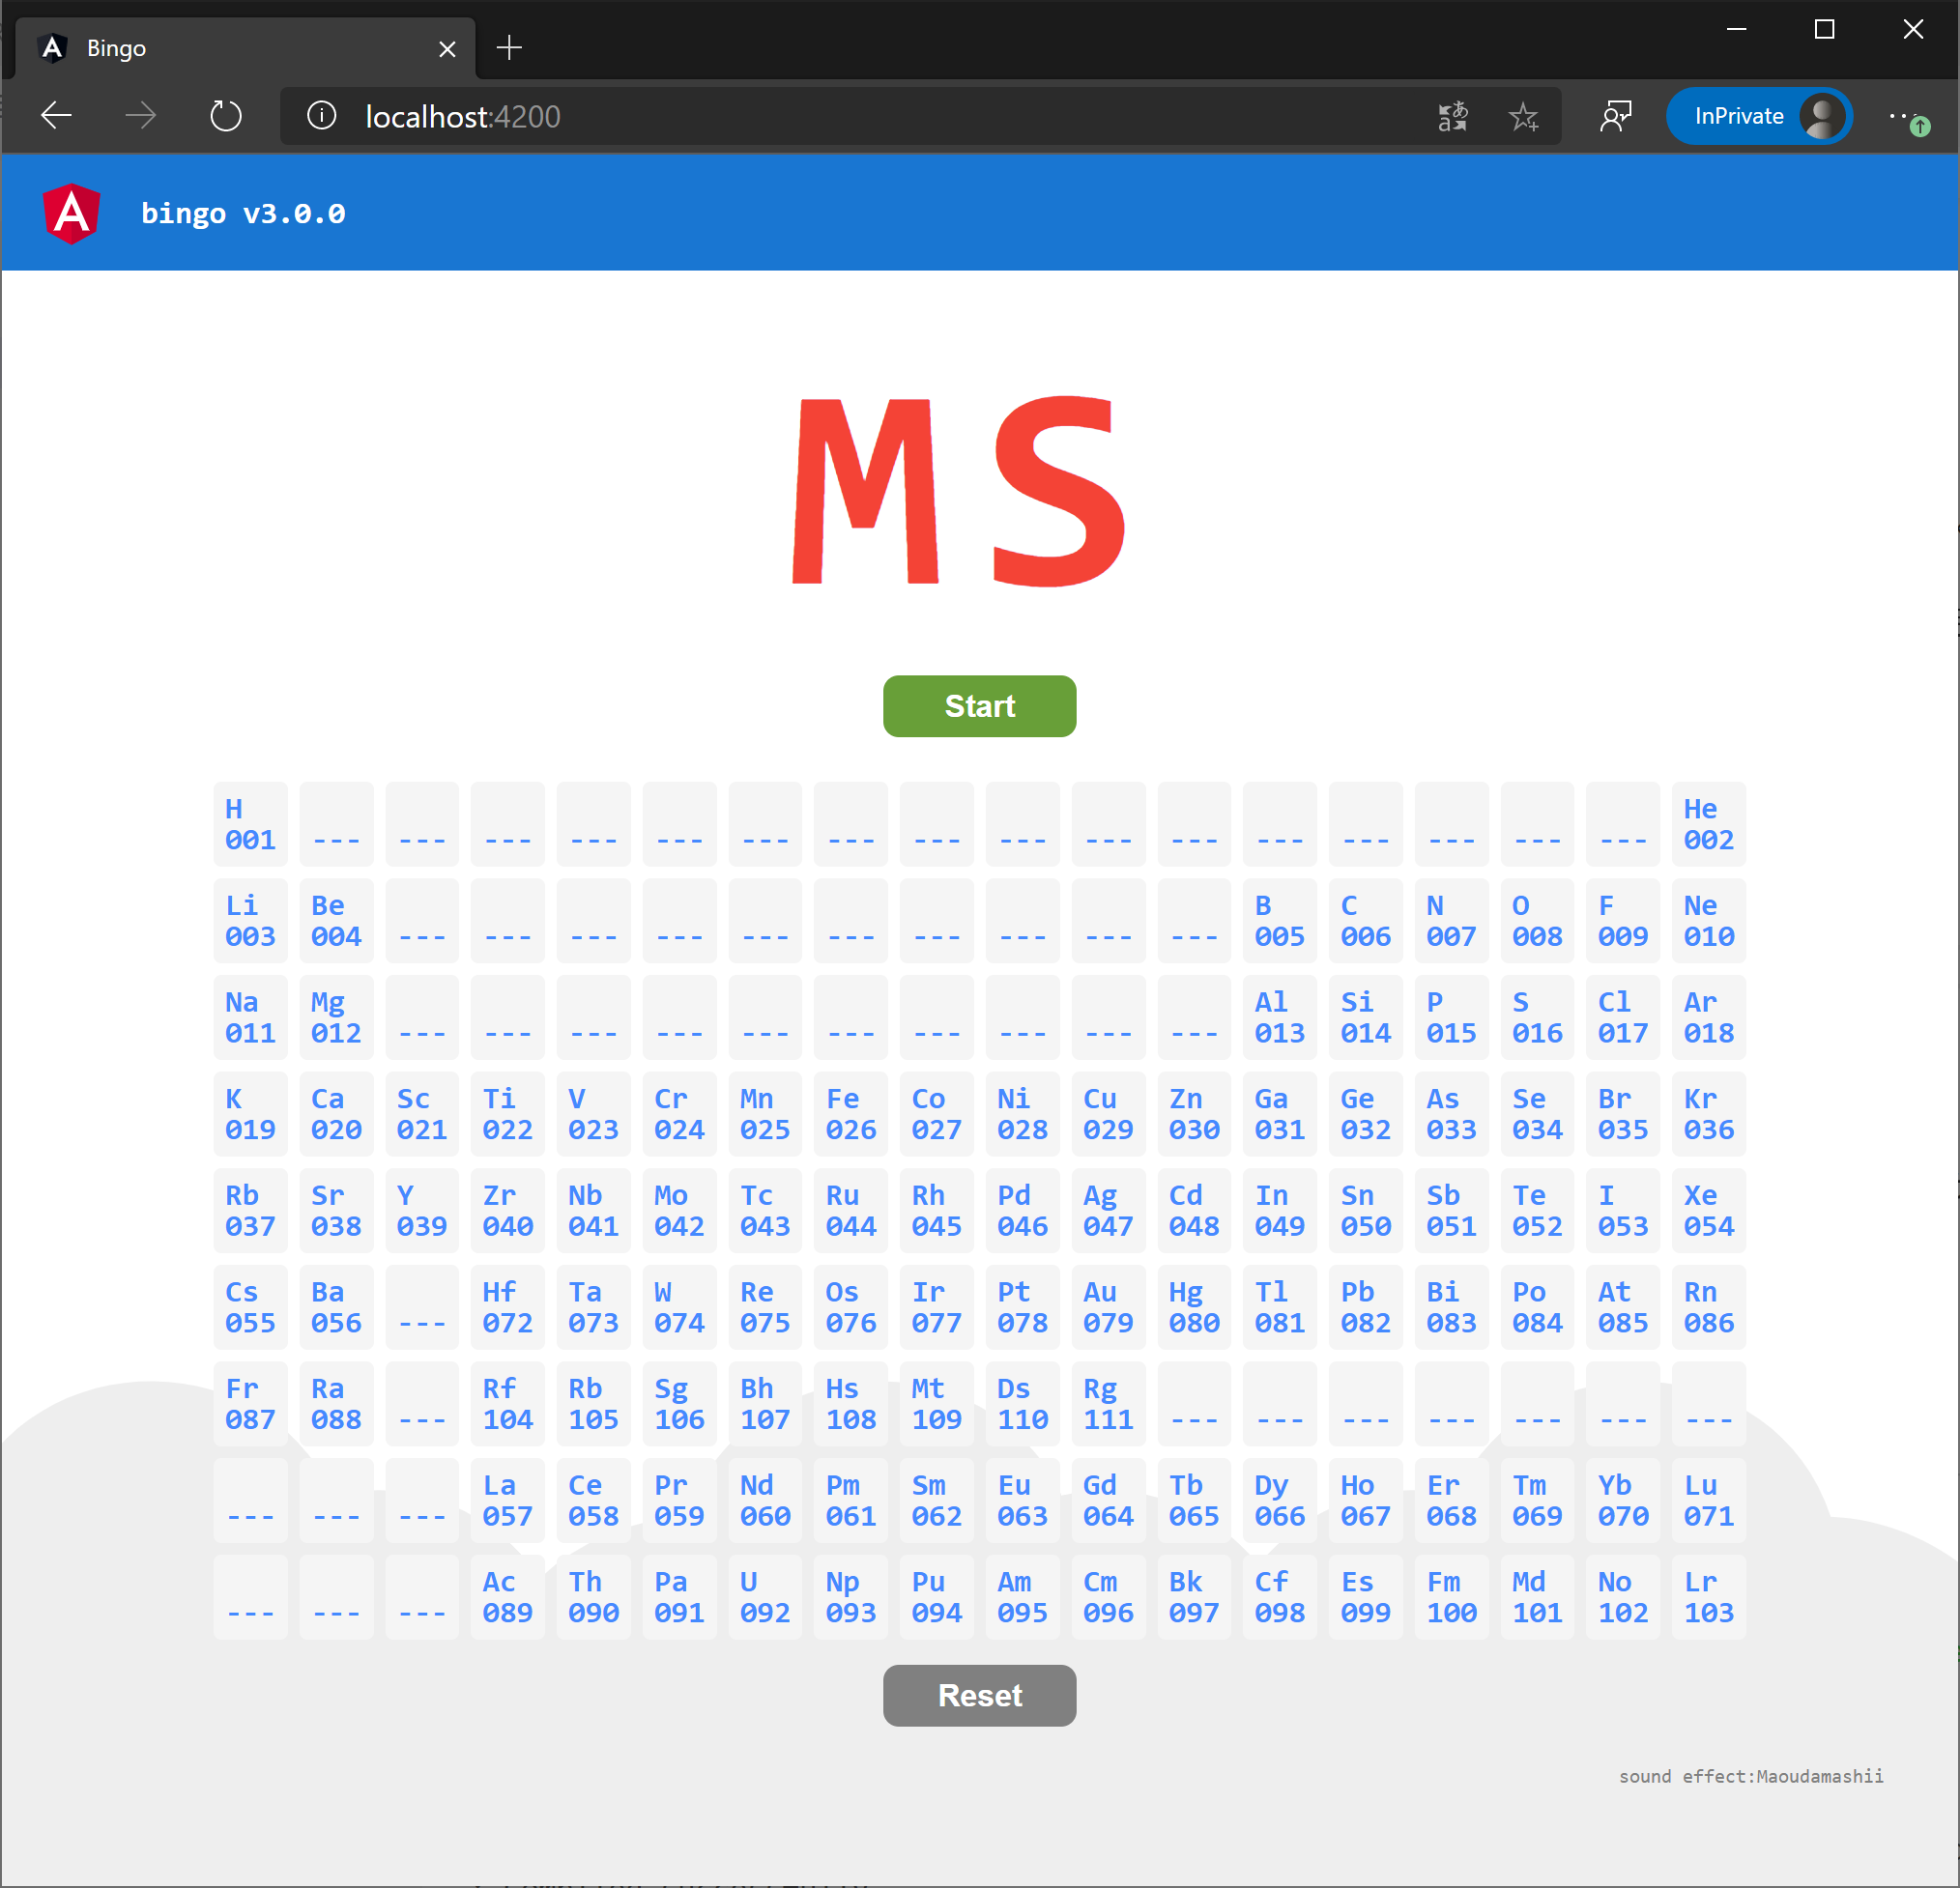 Bingo
localhost:4200
InPrivate
bingo v3.0.0
MS
Start
H --- --- --- --- --- --- --- --- --- --- --- --- --- --- --- --- He
001 002
Li Be --- --- --- --- --- --- --- --- --- --- B C N O F Ne
003 004 005 006 007 008 009 010
Na Mg --- --- --- --- --- --- --- --- --- --- Al Si P S Cl Ar
011 012 013 014 015 016 017 018
K Ca Sc Ti V Cr Mn Fe Co Ni Cu Zn Ga Ge As Se Br Kr
019 020 021 022 023 024 025 026 027 028 029 030 031 032 033 034 035 036
Rb Sr Y Zr Nb Mo Tc Ru Rh Pd Ag Cd In Sn Sb Te I Xe
037 038 039 040 041 042 043 044 045 046 047 048 049 050 051 052 053 054
Cs Ba Hf Ta W Re Os Ir Pt Au Hg Tl Pb Bi Po At Rn
055 056 --- 072 073 074 075 076 077 078 079 080 081 082 083 084 085 086
Fr Ra Rf Rb Sg Bh Hs Mt Ds Rg
087 088 --- 104 105 106 107 108 109 110 111 --- --- --- --- --- --- ---
La Ce Pr Nd Pm Sm Eu Gd Tb Dy Ho Er Tm Yb Lu
--- --- --- 057 058 059 060 061 062 063 064 065 066 067 068 069 070 071
Ac Th Pa U Np Pu Am Cm Bk Cf Es Fm Md No Lr
--- --- --- 089 090 091 092 093 094 095 096 097 098 099 100 101 102 103
Reset
sound effect:Maoudamashii